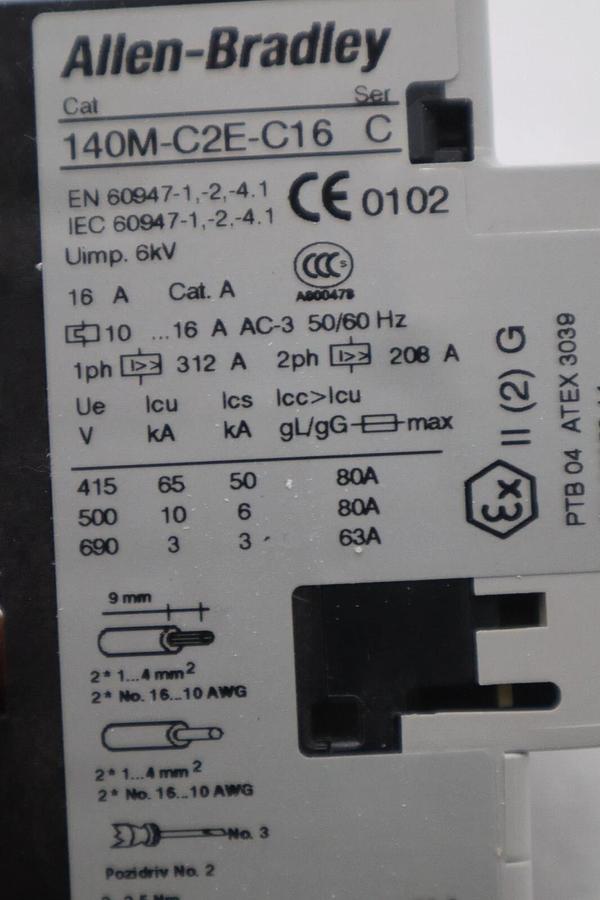 Allen-Bradley
Cat Ser
140M-C2E-C16 C
EN 60947-1,-2,-4.1
IEC 60947-1,-2,-4.1
CE 0102
Uimp. 6kV
CCC S
A600478
16 A Cat. A
10 ...16 A AC-3 50/60 Hz
1ph I>> 312 A 2ph I>> 208 A
Ue Icu Ics Icc>Icu
V kA kA gL/gG max
415 65 50 80A
500 10 6 80A
690 3 3 63A
Ex II (2) G
PTB 04 ATEX 3039
9 mm
2* 1...4 mm²
2* No. 16...10 AWG
2* 1...4 mm²
2* No. 16...10 AWG
No. 3
Pozidriv No. 2